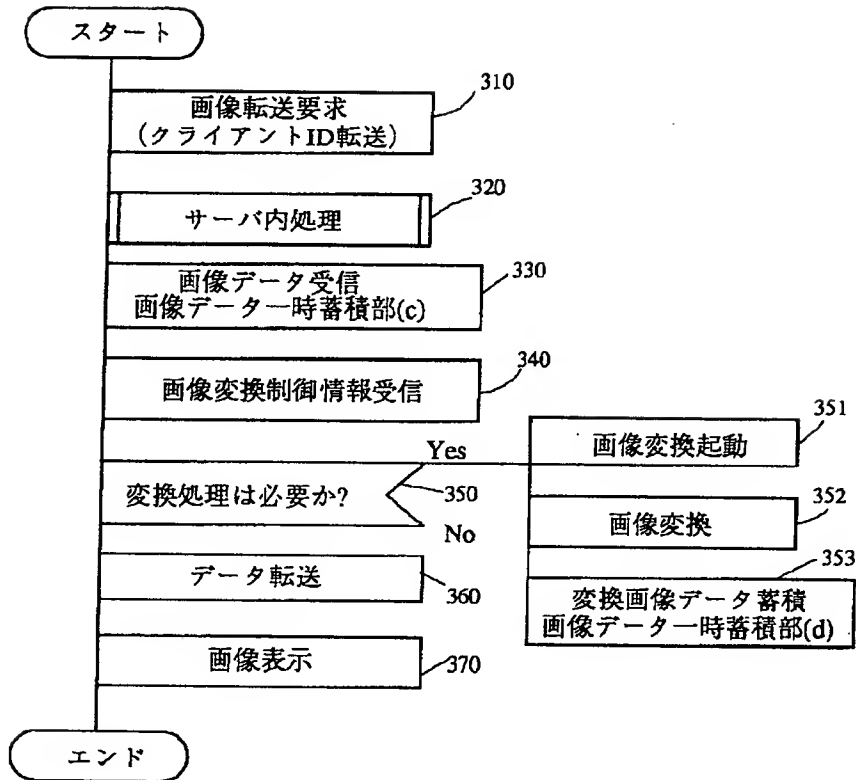 スタート
310
画像転送要求
(クライアントID転送)
320
サーバ内処理
330
画像データ受信
画像データ一時蓄積部(c)
340
画像変換制御情報受信
Yes
351
画像変換起動
変換処理は必要か?
350
No
352
画像変換
353
変換画像データ蓄積
画像データ一時蓄積部(d)
データ転送
360
画像表示
370
エンド